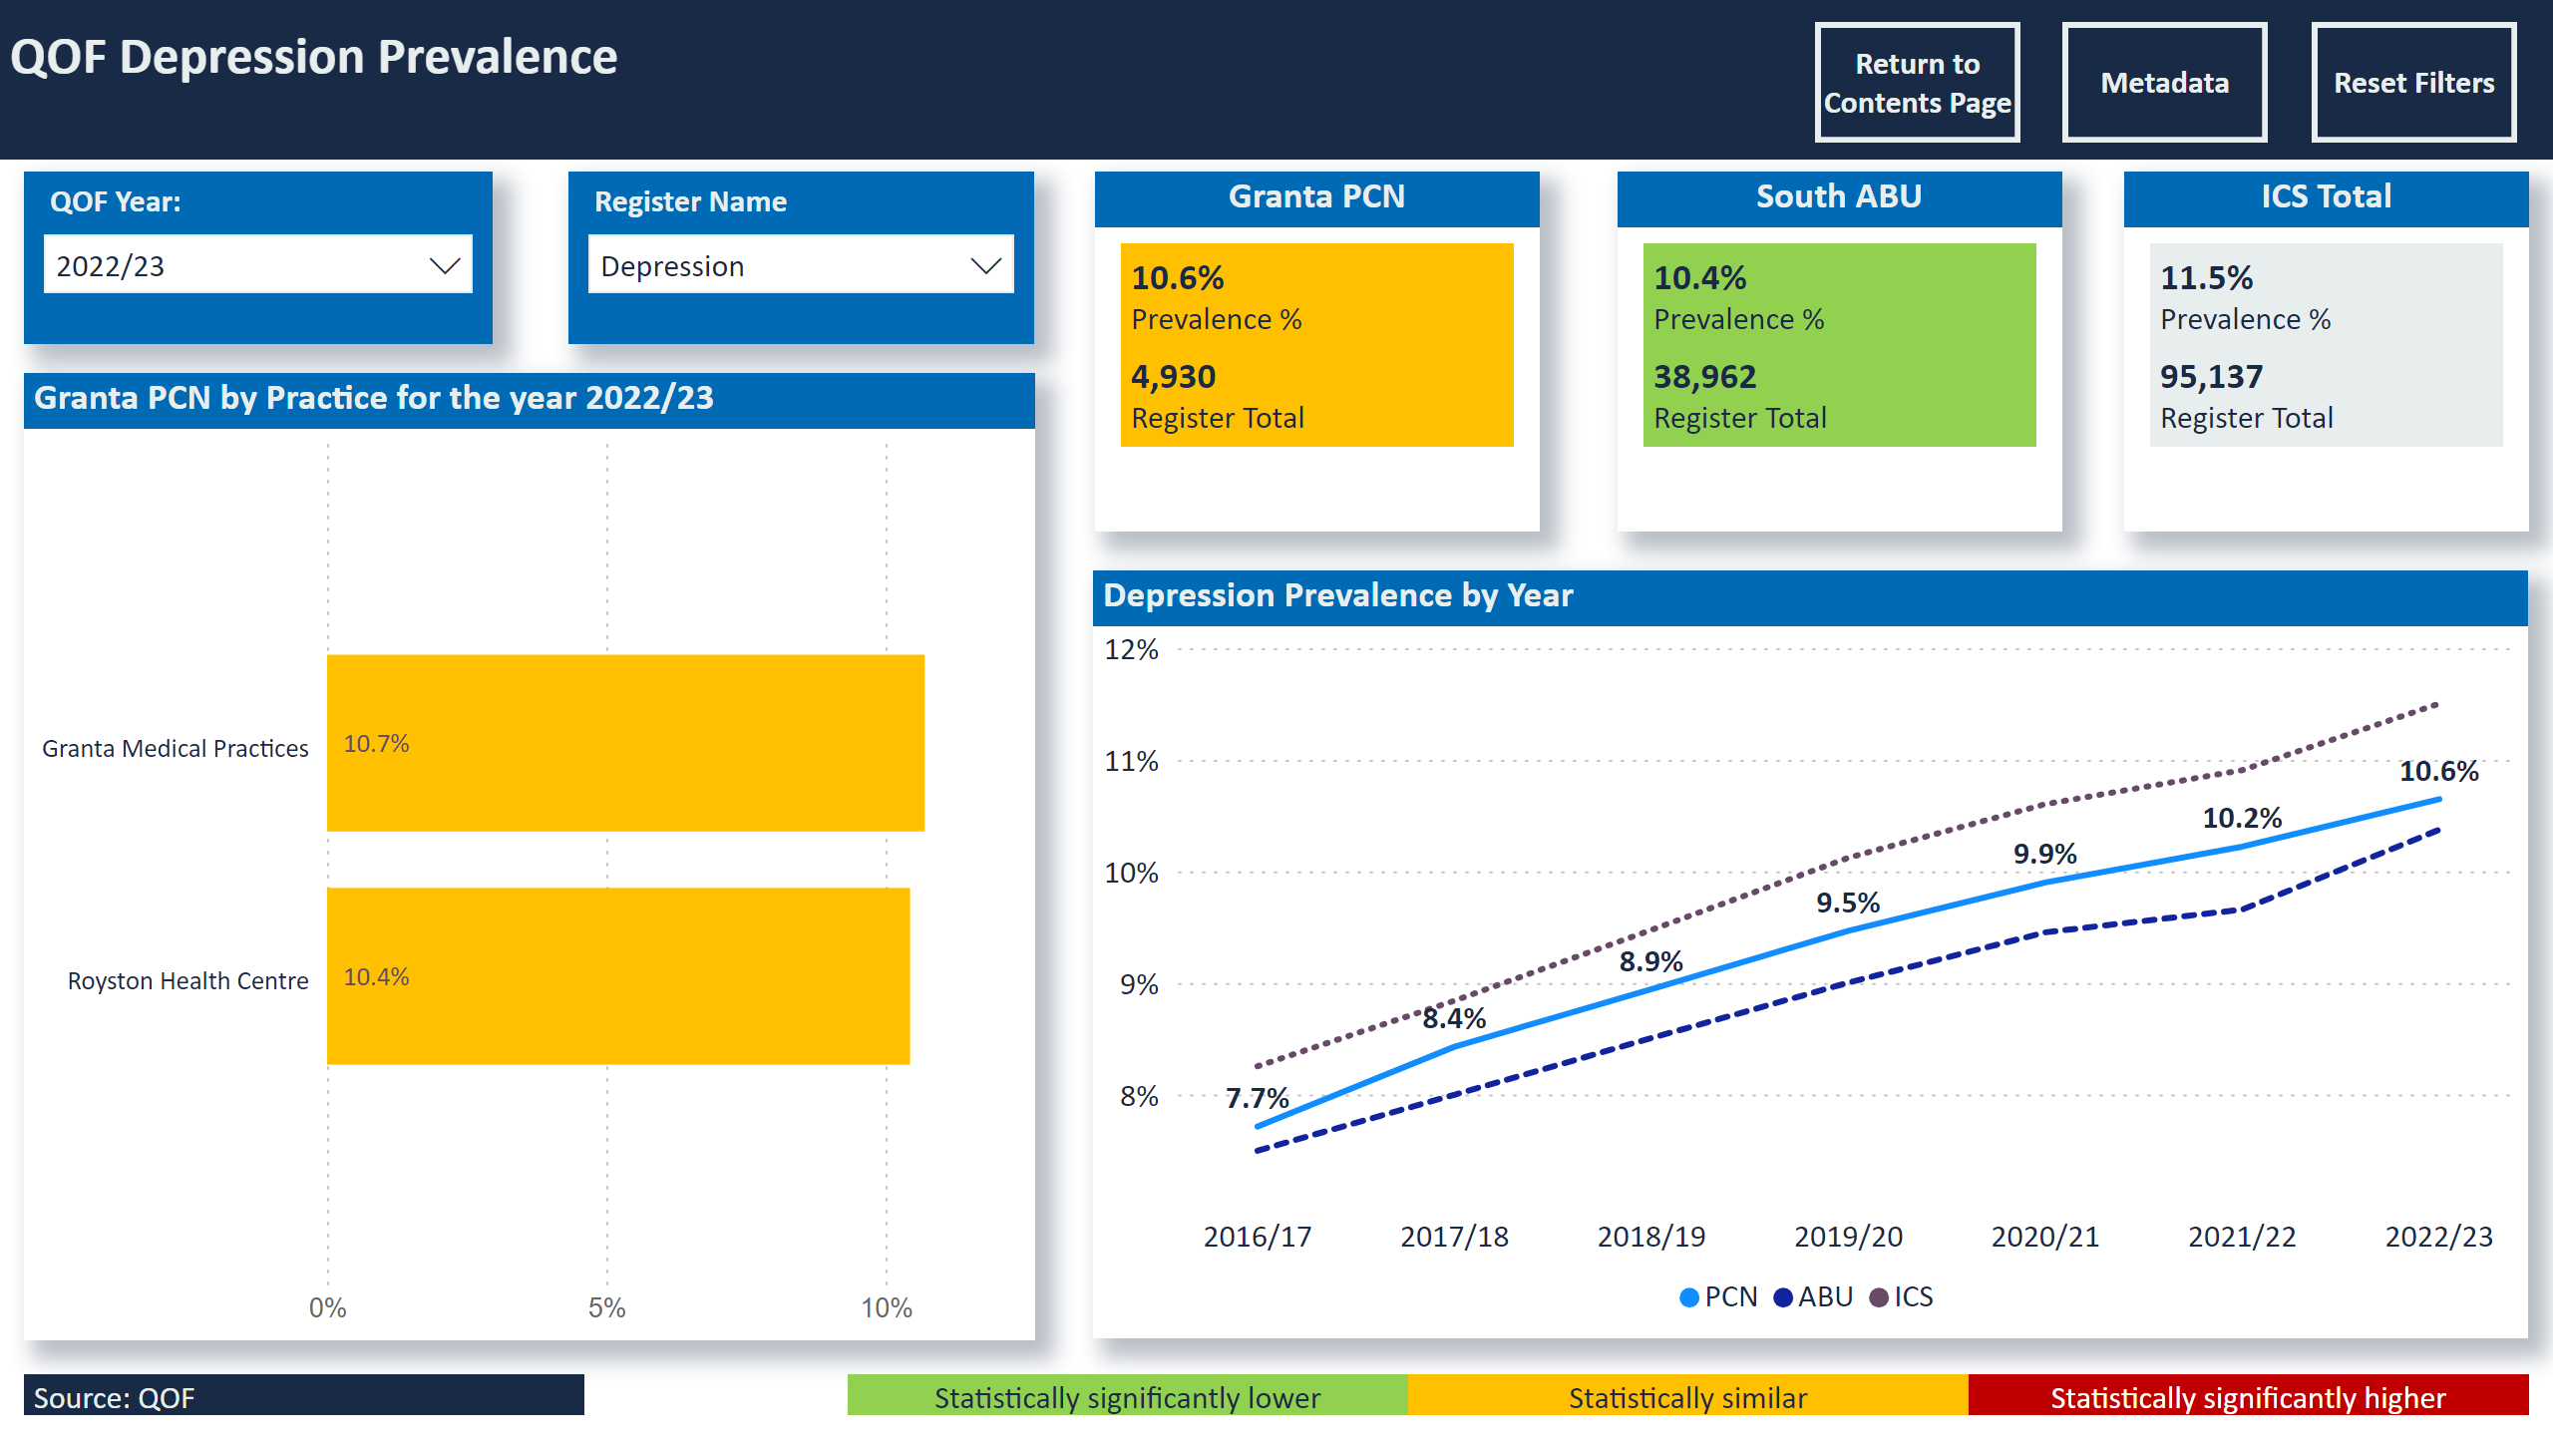 QOF Depression Prevalence
Return to
Contents Page
Metadata
Reset Filters
QOF Year:
2022/23
Register Name
Depression
Granta PCN
10.6%
Prevalence %
4,930
Register Total
South ABU
10.4%
Prevalence %
38,962
Register Total
ICS Total
11.5%
Prevalence %
95,137
Register Total
Granta PCN by Practice for the year 2022/23
Granta Medical Practices
10.7%
Royston Health Centre
10.4%
0%
5%
10%
Depression Prevalence by Year
12%
11%
10%
9%
8%
7.7%
8.4%
8.9%
9.5%
9.9%
10.2%
10.6%
2016/17
2017/18
2018/19
2019/20
2020/21
2021/22
2022/23
PCN
ABU
ICS
Source: QOF
Statistically significantly lower
Statistically similar
Statistically significantly higher